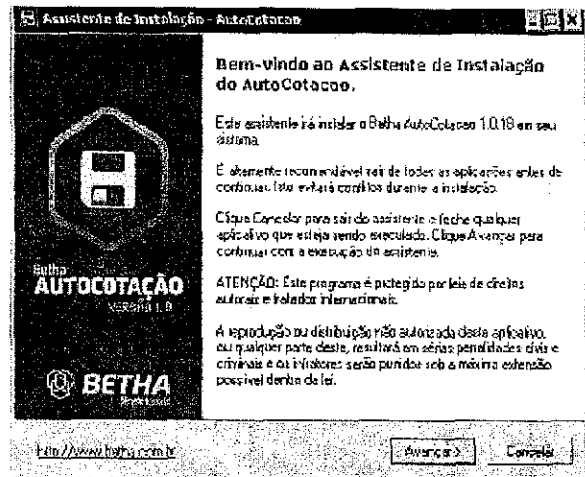 Assistente de Instalação - AutoCotacao
Bem-vindo ao Assistente de Instalação
do AutoCotacao.
Este assistente irá instalar o Betha AutoCotacao 1.0.18 em seu
sistema.
É altamente recomendável sair de todas as aplicações antes de
continuar. Isto evitará conflitos durante a instalação.
Clique Cancelar para sair do assistente e feche qualquer
aplicativo que esteja sendo executado. Clique Avançar para
continuar com a execução do assistente.
ATENÇÃO: Este programa é protegido por leis de direitos
autorais e tratados internacionais.
A reprodução ou distribuição não autorizada deste aplicativo,
ou qualquer parte deste, resultará em sérias penalidades civis e
criminais e os infratores serão punidos sob a máxima extensão
possível dentro da lei.
Betha
AUTOCOTAÇÃO
VERSÃO 1.0
BETHA
http://www.betha.com.br
Avançar >
Cancelar